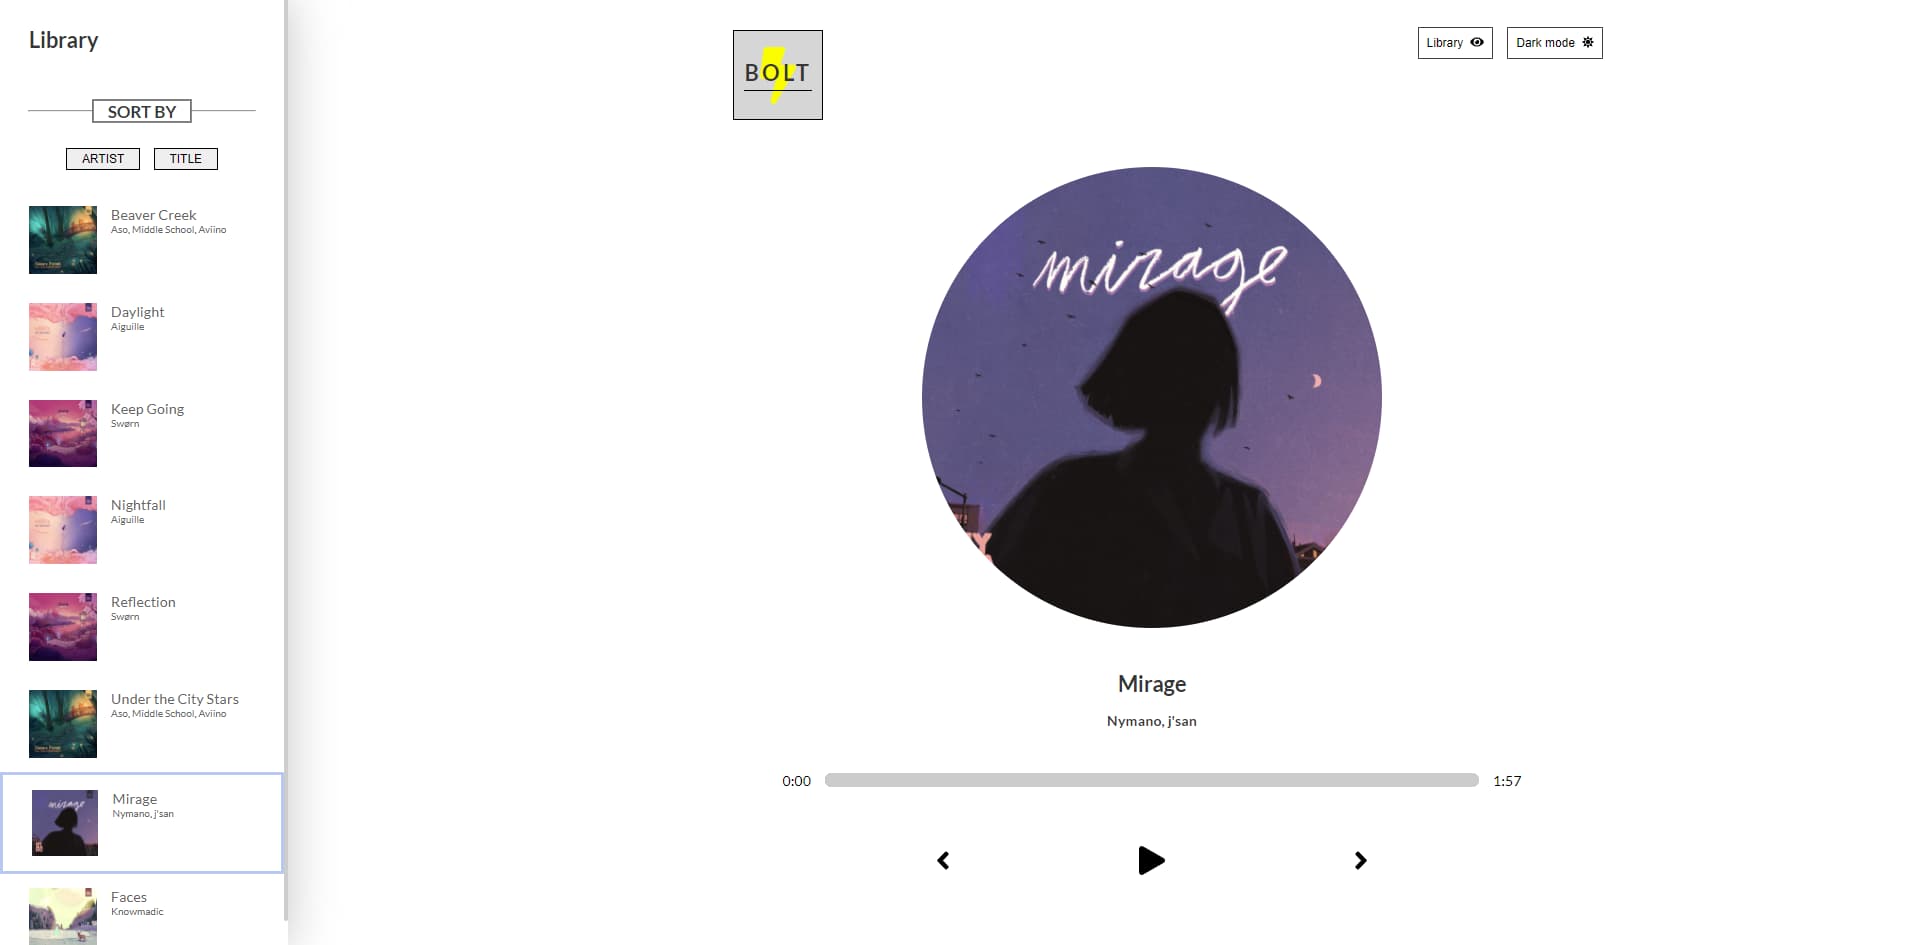 Library
SORT BY
ARTIST TITLE
Beaver Creek
Aso, Middle School, Aviino
Daylight
Aiguille
Keep Going
Swørn
Nightfall
Aiguille
Reflection
Swørn
Under the City Stars
Aso, Middle School, Aviino
mirage
Mirage
Nymano, j'san
Faces
Knowmadic
BOLT
Library
Dark mode
mirage
Mirage
Nymano, j'san
0:00
1:57